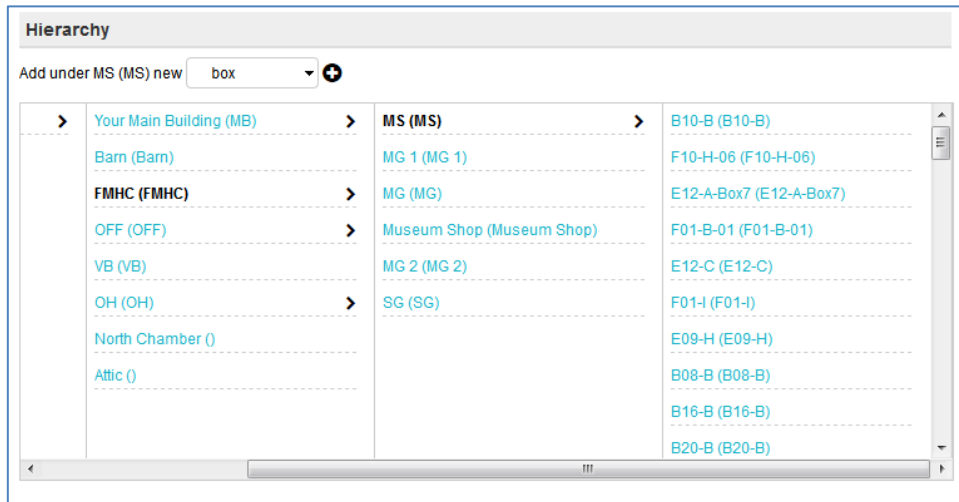 Hierarchy
Add under MS (MS) new box
Your Main Building (MB)
Barn (Barn)
FMHC (FMHC)
OFF (OFF)
VB (VB)
OH (OH)
North Chamber ()
Attic ()
MS (MS)
MG 1 (MG 1)
MG (MG)
Museum Shop (Museum Shop)
MG 2 (MG 2)
SG (SG)
B10-B (B10-B)
F10-H-06 (F10-H-06)
E12-A-Box7 (E12-A-Box7)
F01-B-01 (F01-B-01)
E12-C (E12-C)
F01-I (F01-I)
E09-H (E09-H)
B08-B (B08-B)
B16-B (B16-B)
B20-B (B20-B)